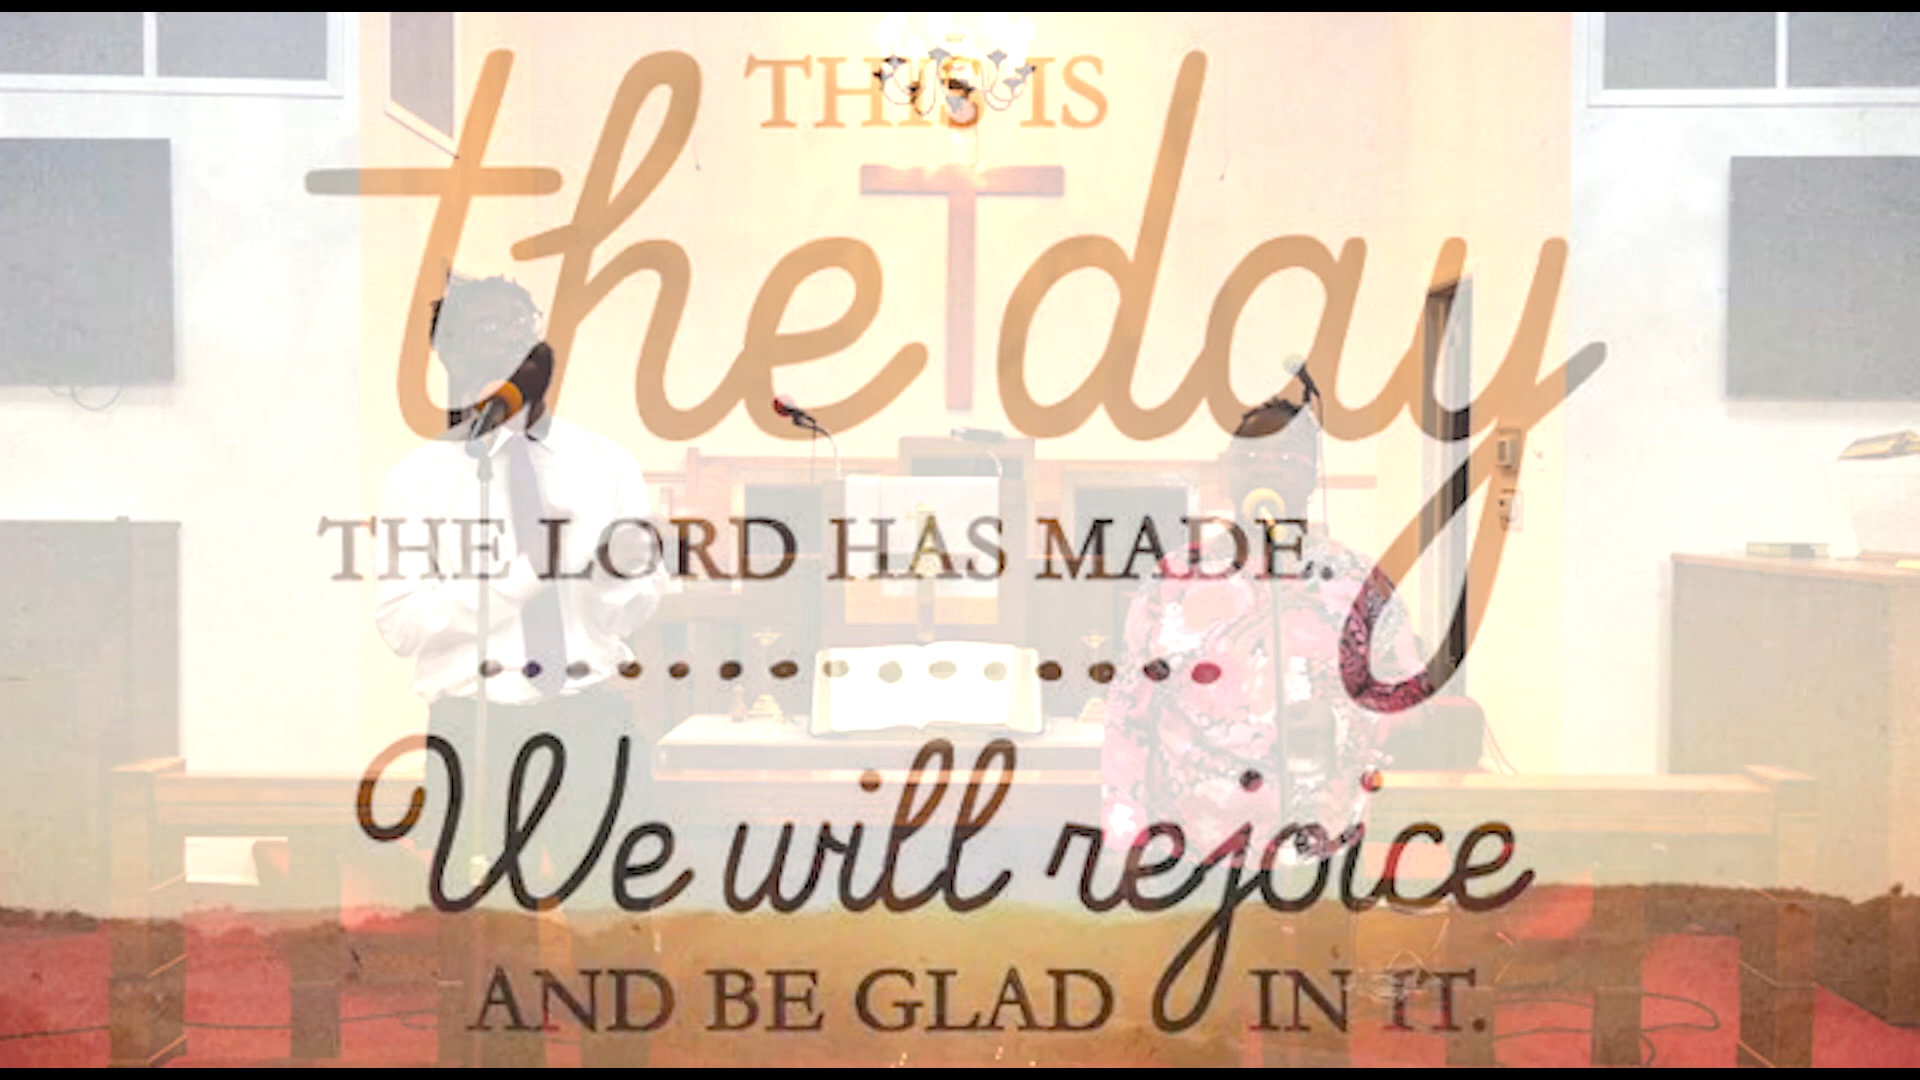 THIS IS
the day
THE LORD HAS MADE.
We will rejoice
AND BE GLAD IN IT.